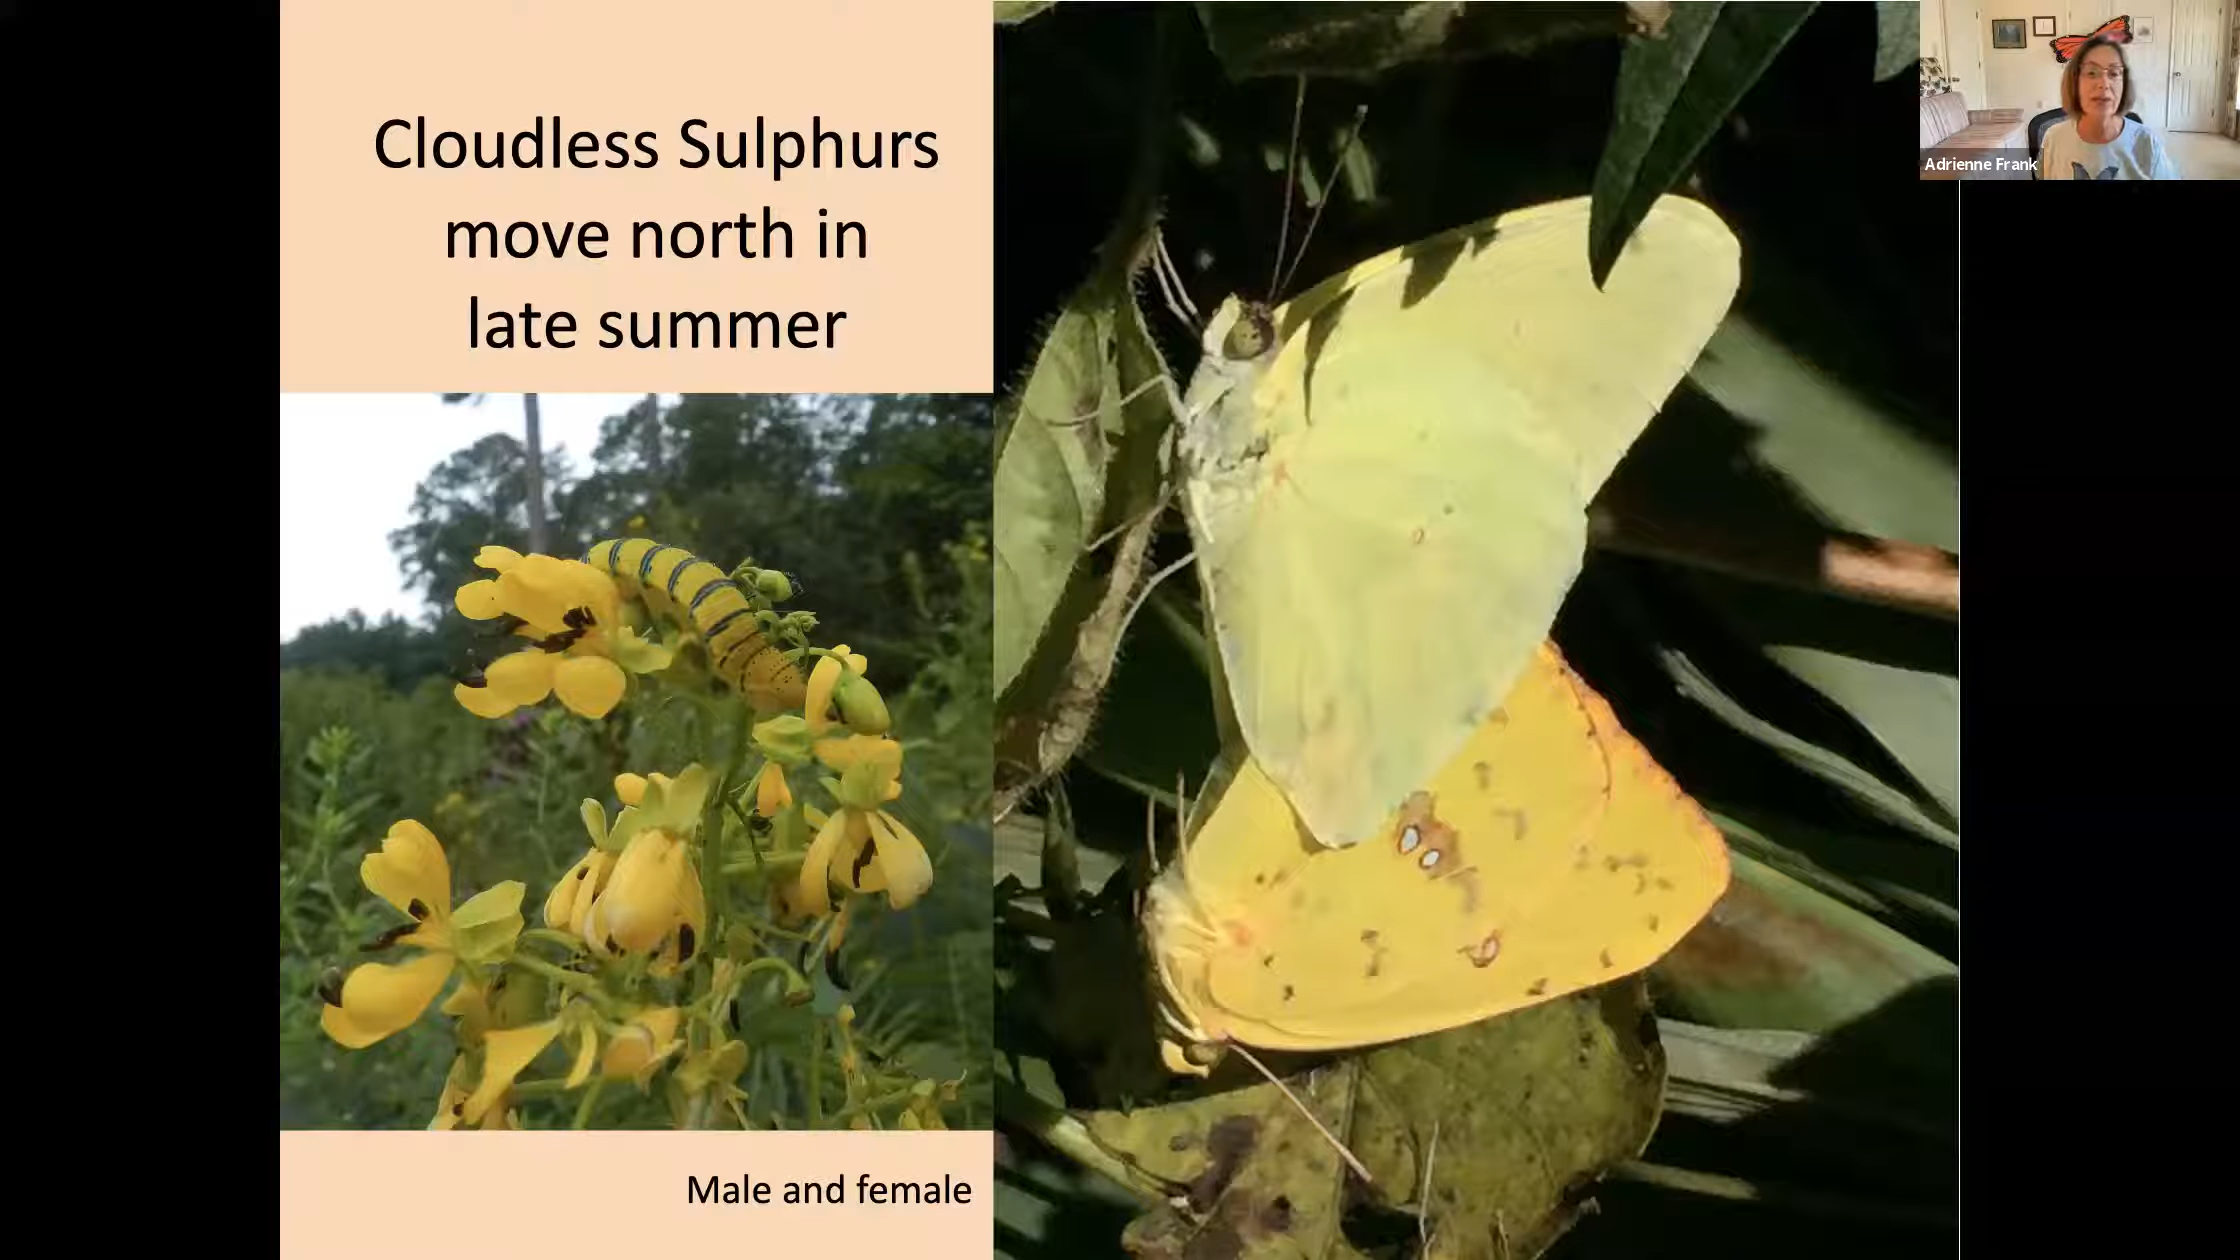 Cloudless Sulphurs
move north in
late summer
Male and female
Adrienne Frank